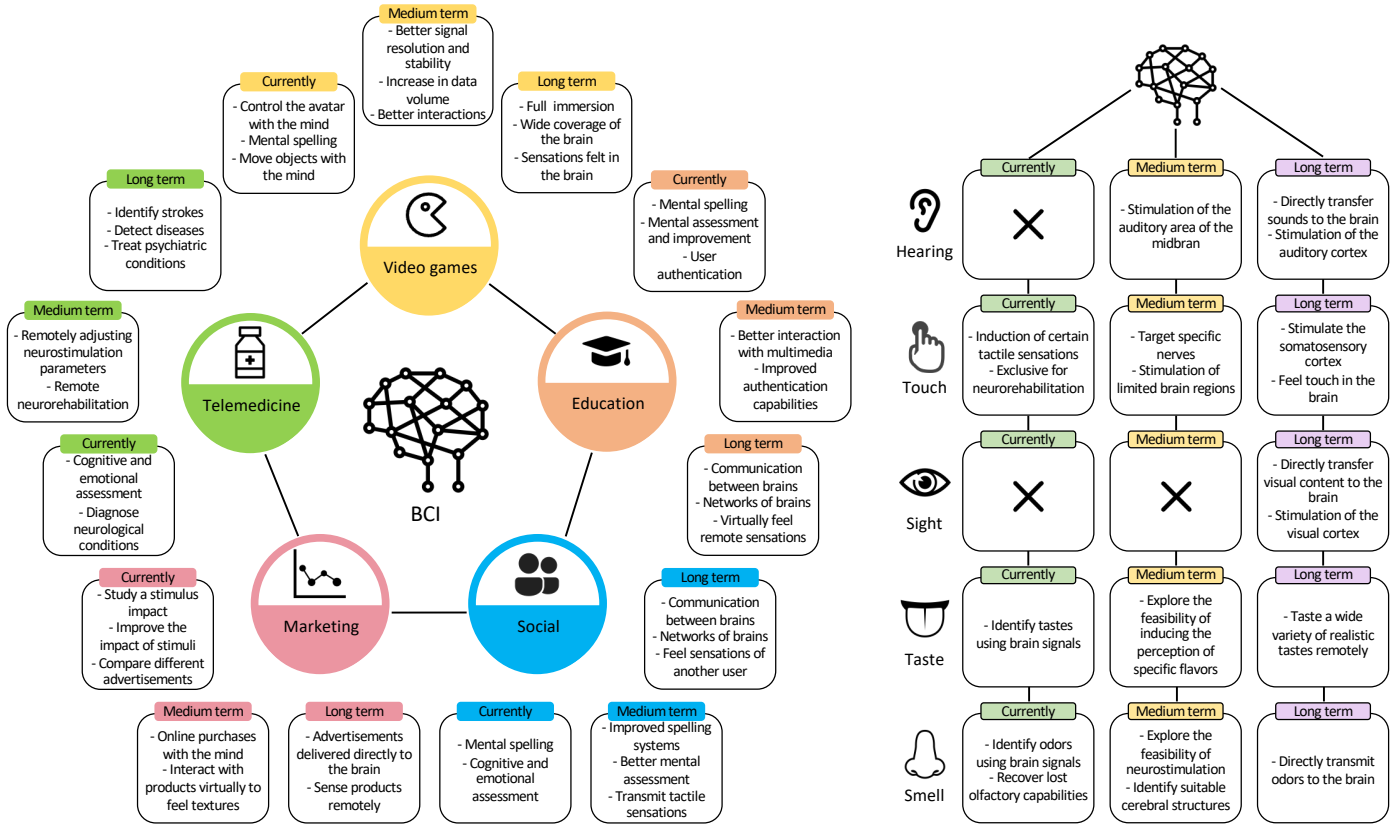 Medium term
- Better signal
resolution and
stability
- Increase in data
volume
- Better interactions
Currently
- Control the avatar
with the mind
- Mental spelling
- Move objects with
the mind
Long term
- Full immersion
- Wide coverage of
the brain
- Sensations felt in
the brain
Video games
Currently
- Mental spelling
- Mental assessment
and improvement
- User
authentication
Medium term
- Better interaction
with multimedia
- Improved
authentication
capabilities
Long term
- Communication
between brains
- Networks of brains
- Virtually feel
remote sensations
Education
Long term
- Communication
between brains
- Networks of brains
- Feel sensations of
another user
Medium term
- Improved spelling
systems
- Better mental
assessment
- Transmit tactile
sensations
Currently
- Mental spelling
- Cognitive and
emotional
assessment
Social
Long term
- Advertisements
delivered directly to
the brain
- Sense products
remotely
Medium term
- Online purchases
with the mind
- Interact with
products virtually to
feel textures
Currently
- Study a stimulus
impact
- Improve the
impact of stimuli
- Compare different
advertisements
Marketing
Currently
- Cognitive and
emotional
assessment
- Diagnose
neurological
conditions
Medium term
- Remotely adjusting
neurostimulation
parameters
- Remote
neurorehabilitation
Long term
- Identify strokes
- Detect diseases
- Treat psychiatric
conditions
Telemedicine
BCI
Hearing
Currently
Medium term
- Stimulation of the
auditory area of the
midbran
Long term
- Directly transfer
sounds to the brain
- Stimulation of the
auditory cortex
Touch
Currently
- Induction of certain
tactile sensations
- Exclusive for
neurorehabilitation
Medium term
- Target specific
nerves
- Stimulation of
limited brain regions
Long term
- Stimulate the
somatosensory
cortex
- Feel touch in the
brain
Sight
Currently
Medium term
Long term
- Directly transfer
visual content to the
brain
- Stimulation of the
visual cortex
Taste
Currently
- Identify tastes
using brain signals
Medium term
- Explore the
feasibility of
inducing the
perception of
specific flavors
Long term
- Taste a wide
variety of realistic
tastes remotely
Smell
Currently
- Identify odors
using brain signals
- Recover lost
olfactory capabilities
Medium term
- Explore the
feasibility of
neurostimulation
- Identify suitable
cerebral structures
Long term
- Directly transmit
odors to the brain